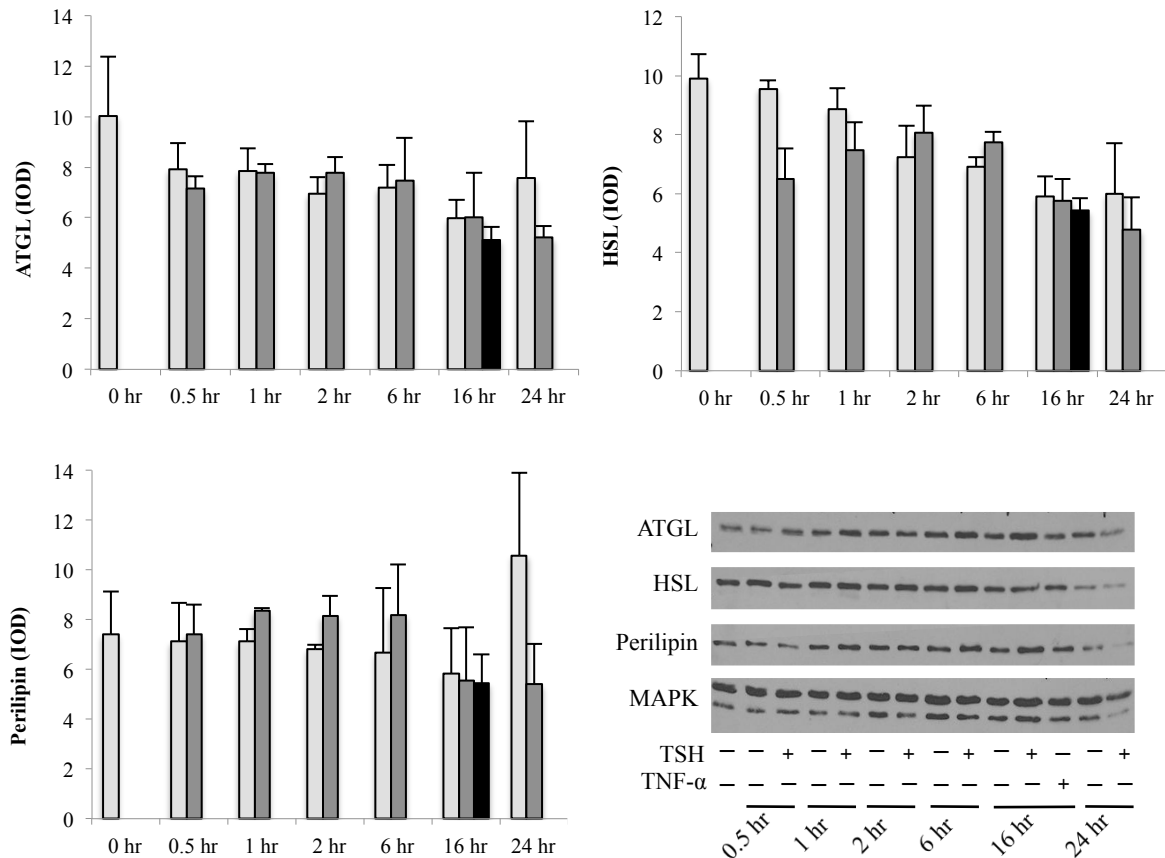 14
12
10
8
6
4
2
0
ATGL (IOD)
0 hr 0.5 hr 1 hr 2 hr 6 hr 16 hr 24 hr
12
10
8
6
4
2
0
HSL (IOD)
0 hr 0.5 hr 1 hr 2 hr 6 hr 16 hr 24 hr
14
12
10
8
6
4
2
0
Perilipin (IOD)
0 hr 0.5 hr 1 hr 2 hr 6 hr 16 hr 24 hr
ATGL
HSL
Perilipin
MAPK
TSH – – + – + – + – + – + – – +
TNF-α – – – – – – – – – – – + – –
0.5 hr 1 hr 2 hr 6 hr 16 hr 24 hr